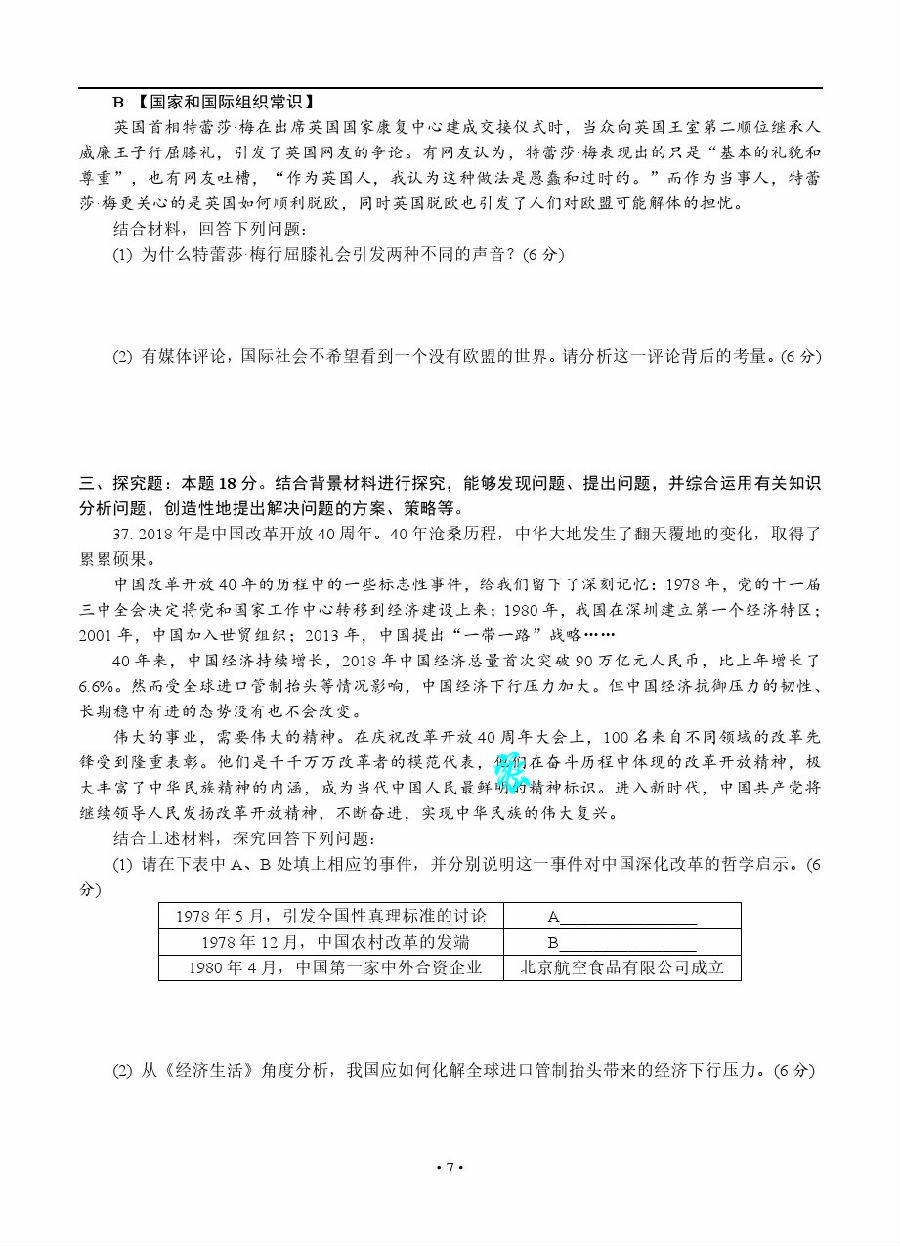 B 【国家和国际组织常识】
英国首相特蕾莎·梅在出席英国国家康复中心建成交接仪式时，当众向英国王室第二顺位继承人
威廉王子行屈膝礼，引发了英国网友的争论。有网友认为，特蕾莎·梅表现出的只是“基本的礼貌和
尊重”，也有网友吐槽，“作为英国人，我认为这种做法是愚蠢和过时的。”而作为当事人，特蕾
莎·梅更关心的是英国如何顺利脱欧，同时英国脱欧也引发了人们对欧盟可能解体的担忧。
结合材料，回答下列问题：
(1) 为什么特蕾莎·梅行屈膝礼会引发两种不同的声音？(6 分)
(2) 有媒体评论，国际社会不希望看到一个没有欧盟的世界。请分析这一评论背后的考量。(6 分)
三、探究题：本题 18 分。结合背景材料进行探究，能够发现问题、提出问题，并综合运用有关知识
分析问题，创造性地提出解决问题的方案、策略等。
37. 2018 年是中国改革开放 40 周年。40 年沧桑历程，中华大地发生了翻天覆地的变化，取得了
累累硕果。
中国改革开放 40 年的历程中的一些标志性事件，给我们留下了深刻记忆：1978 年，党的十一届
三中全会决定将党和国家工作中心转移到经济建设上来；1980 年，我国在深圳建立第一个经济特区；
2001 年，中国加入世贸组织；2013 年，中国提出“一带一路”战略……
40 年来，中国经济持续增长，2018 年中国经济总量首次突破 90 万亿元人民币，比上年增长了
6.6%。然而受全球进口管制抬头等情况影响，中国经济下行压力加大。但中国经济抗御压力的韧性、
长期稳中有进的态势没有也不会改变。
伟大的事业，需要伟大的精神。在庆祝改革开放 40 周年大会上，100 名来自不同领域的改革先
锋受到隆重表彰。他们是千千万万改革者的模范代表，他们在奋斗历程中体现的改革开放精神，极
大丰富了中华民族精神的内涵，成为当代中国人民最鲜明的精神标识。进入新时代，中国共产党将
继续领导人民发扬改革开放精神，不断奋进，实现中华民族的伟大复兴。
结合上述材料，探究回答下列问题：
(1) 请在下表中 A、B 处填上相应的事件，并分别说明这一事件对中国深化改革的哲学启示。(6
分)
1978 年 5 月，引发全国性真理标准的讨论 A________________
1978 年 12 月，中国农村改革的发端 B________________
1980 年 4 月，中国第一家中外合资企业 北京航空食品有限公司成立
(2) 从《经济生活》角度分析，我国应如何化解全球进口管制抬头带来的经济下行压力。(6 分)
• 7 •